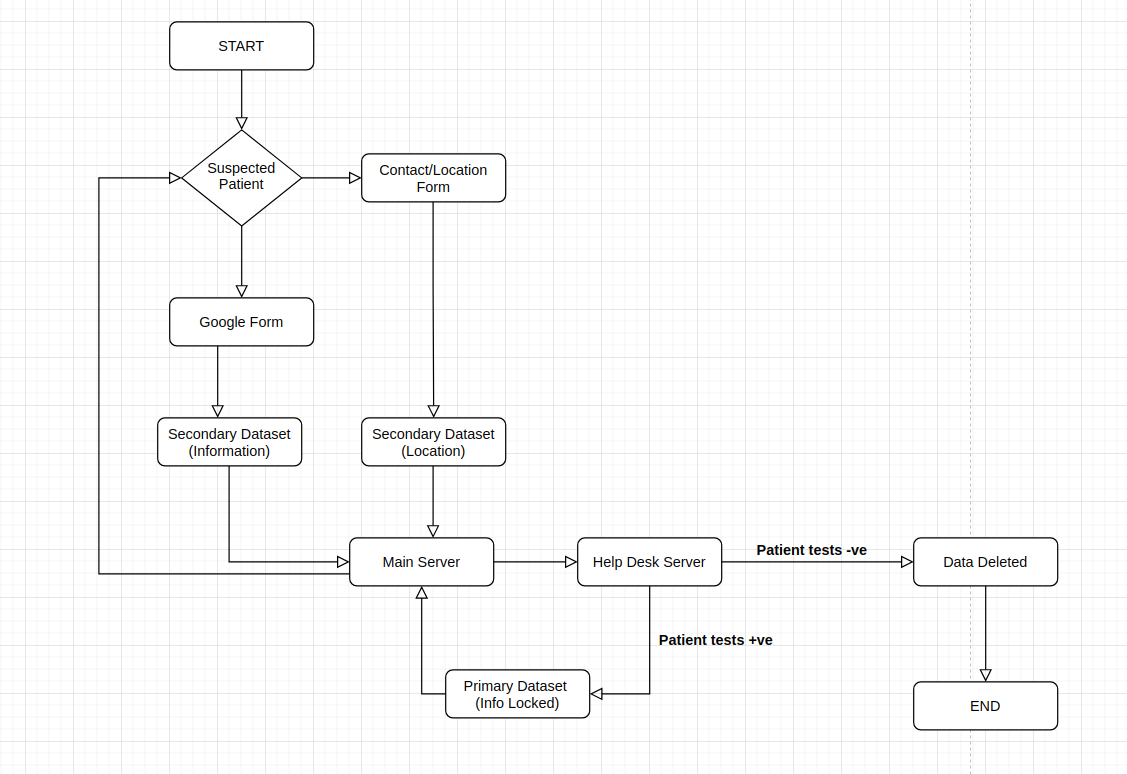 START
Suspected
Patient
Contact/Location
Form
Google Form
Secondary Dataset
(Information)
Secondary Dataset
(Location)
Main Server
Help Desk Server
Patient tests -ve
Data Deleted
Patient tests +ve
Primary Dataset
(Info Locked)
END